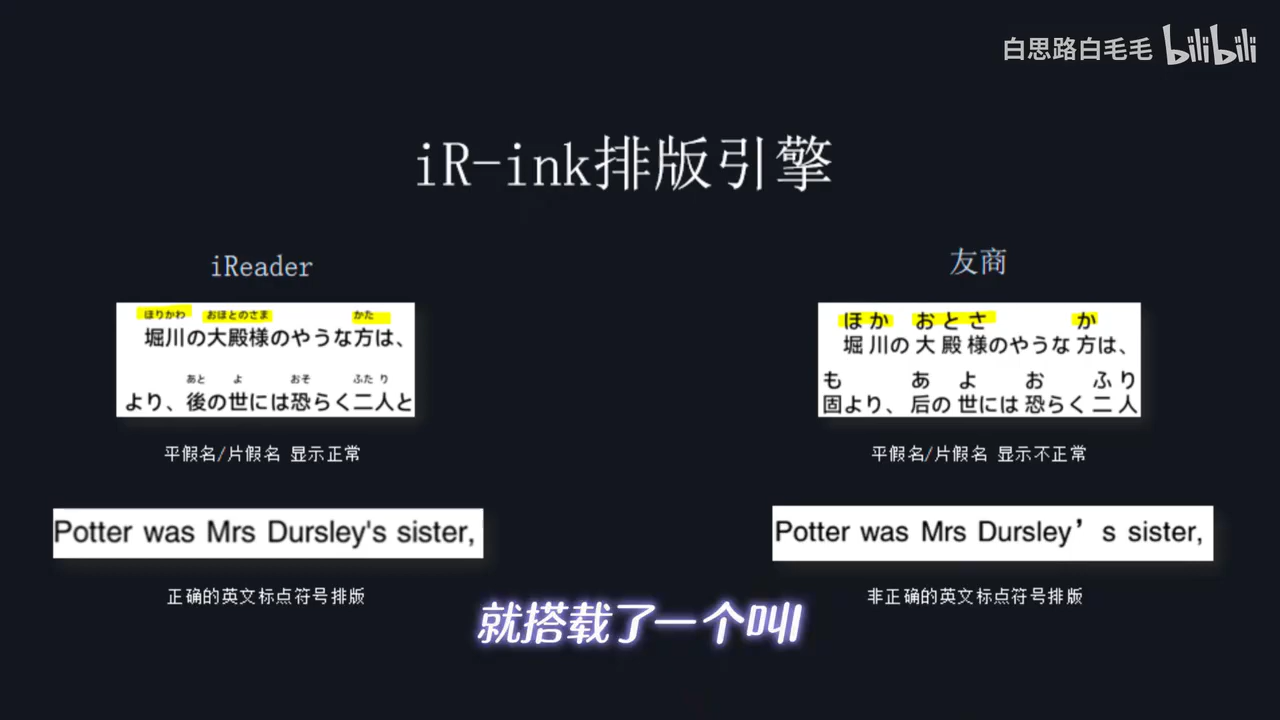 白思路白毛毛 bilibili
iR-ink排版引擎
iReader
ほりかわ おほとのさま かた
堀川の大殿様のやうな方は、
あと よ おそ ふたり
より、後の世には恐らく二人と
平假名/片假名 显示正常
Potter was Mrs Dursley's sister,
正确的英文标点符号排版
友商
ほか おとさ か
堀川の大殿様のやうな方は、
も あ よ お ふり
固より、后の世には恐らく二人
平假名/片假名 显示不正常
Potter was Mrs Dursley’ s sister,
非正确的英文标点符号排版
就搭载了一个叫I